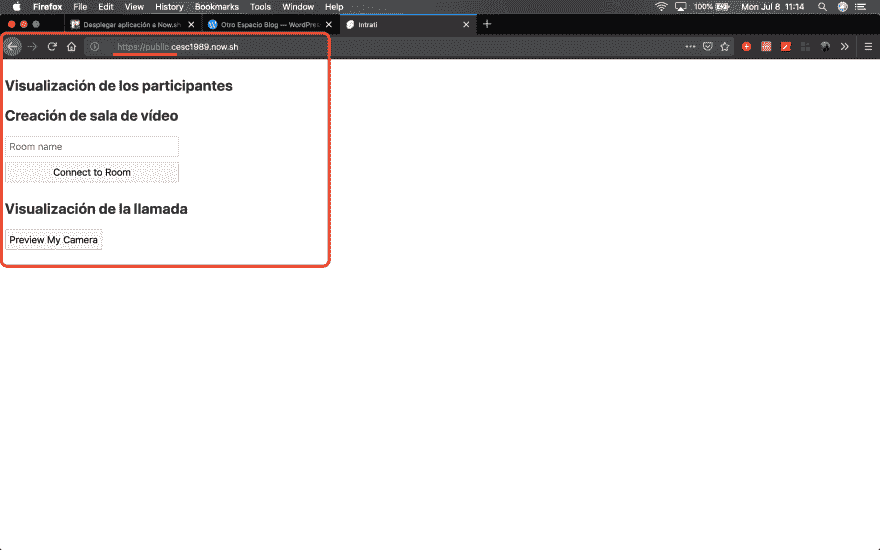 Firefox File Edit View History Bookmarks Tools Window Help 100% Mon Jul 8 11:14
Desplegar aplicación a Now.sh Otro Espacio Blog — WordPre Intrati
https://public.cesc1989.now.sh
Visualización de los participantes
Creación de sala de vídeo
Room name
Connect to Room
Visualización de la llamada
Preview My Camera